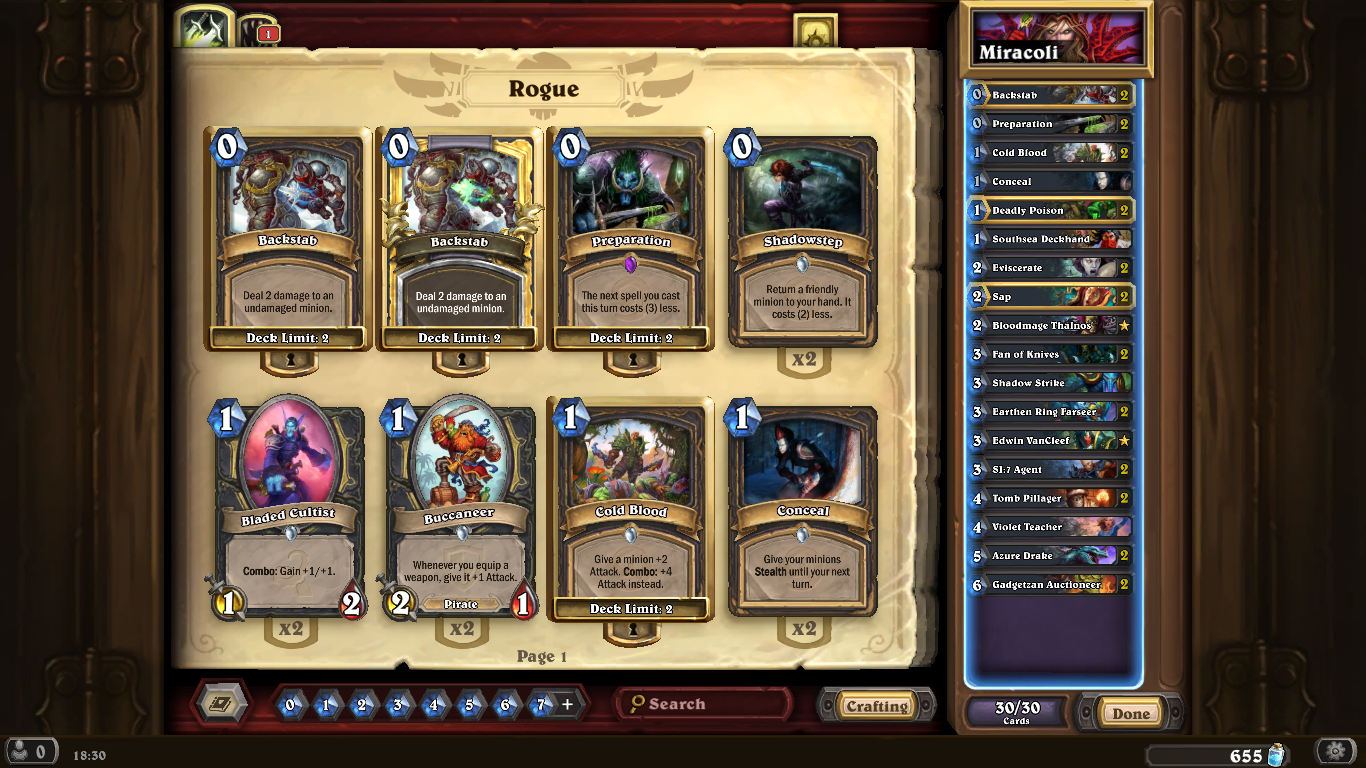 1
Rogue
0
0
0
0
Backstab
Backstab
Preparation
Shadowstep
Deal 2 damage to an
undamaged minion.
Deal 2 damage to an
undamaged minion.
The next spell you cast
this turn costs (3) less.
Return a friendly
minion to your hand. It
costs (2) less.
Deck Limit: 2
Deck Limit: 2
Deck Limit: 2
x2
1
1
1
1
Bladed Cultist
Buccaneer
Cold Blood
Conceal
Combo: Gain +1/+1.
Whenever you equip a
weapon, give it +1 Attack.
Give a minion +2
Attack. Combo: +4
Attack instead.
Give your minions
Stealth until your next
turn.
1
2
2
Pirate
1
Deck Limit: 2
x2
x2
x2
Page 1
0 1 2 3 4 5 6 7 +
Search
Crafting
Miracoli
0 Backstab 2
0 Preparation 2
1 Cold Blood 2
1 Conceal
1 Deadly Poison 2
1 Southsea Deckhand
2 Eviscerate 2
2 Sap 2
2 Bloodmage Thalnos
3 Fan of Knives 2
3 Shadow Strike
3 Earthen Ring Farseer 2
3 Edwin VanCleef
3 SI:7 Agent 2
4 Tomb Pillager 2
4 Violet Teacher
5 Azure Drake 2
6 Gadgetzan Auctioneer 2
30/30
Cards
Done
0
18:30
655